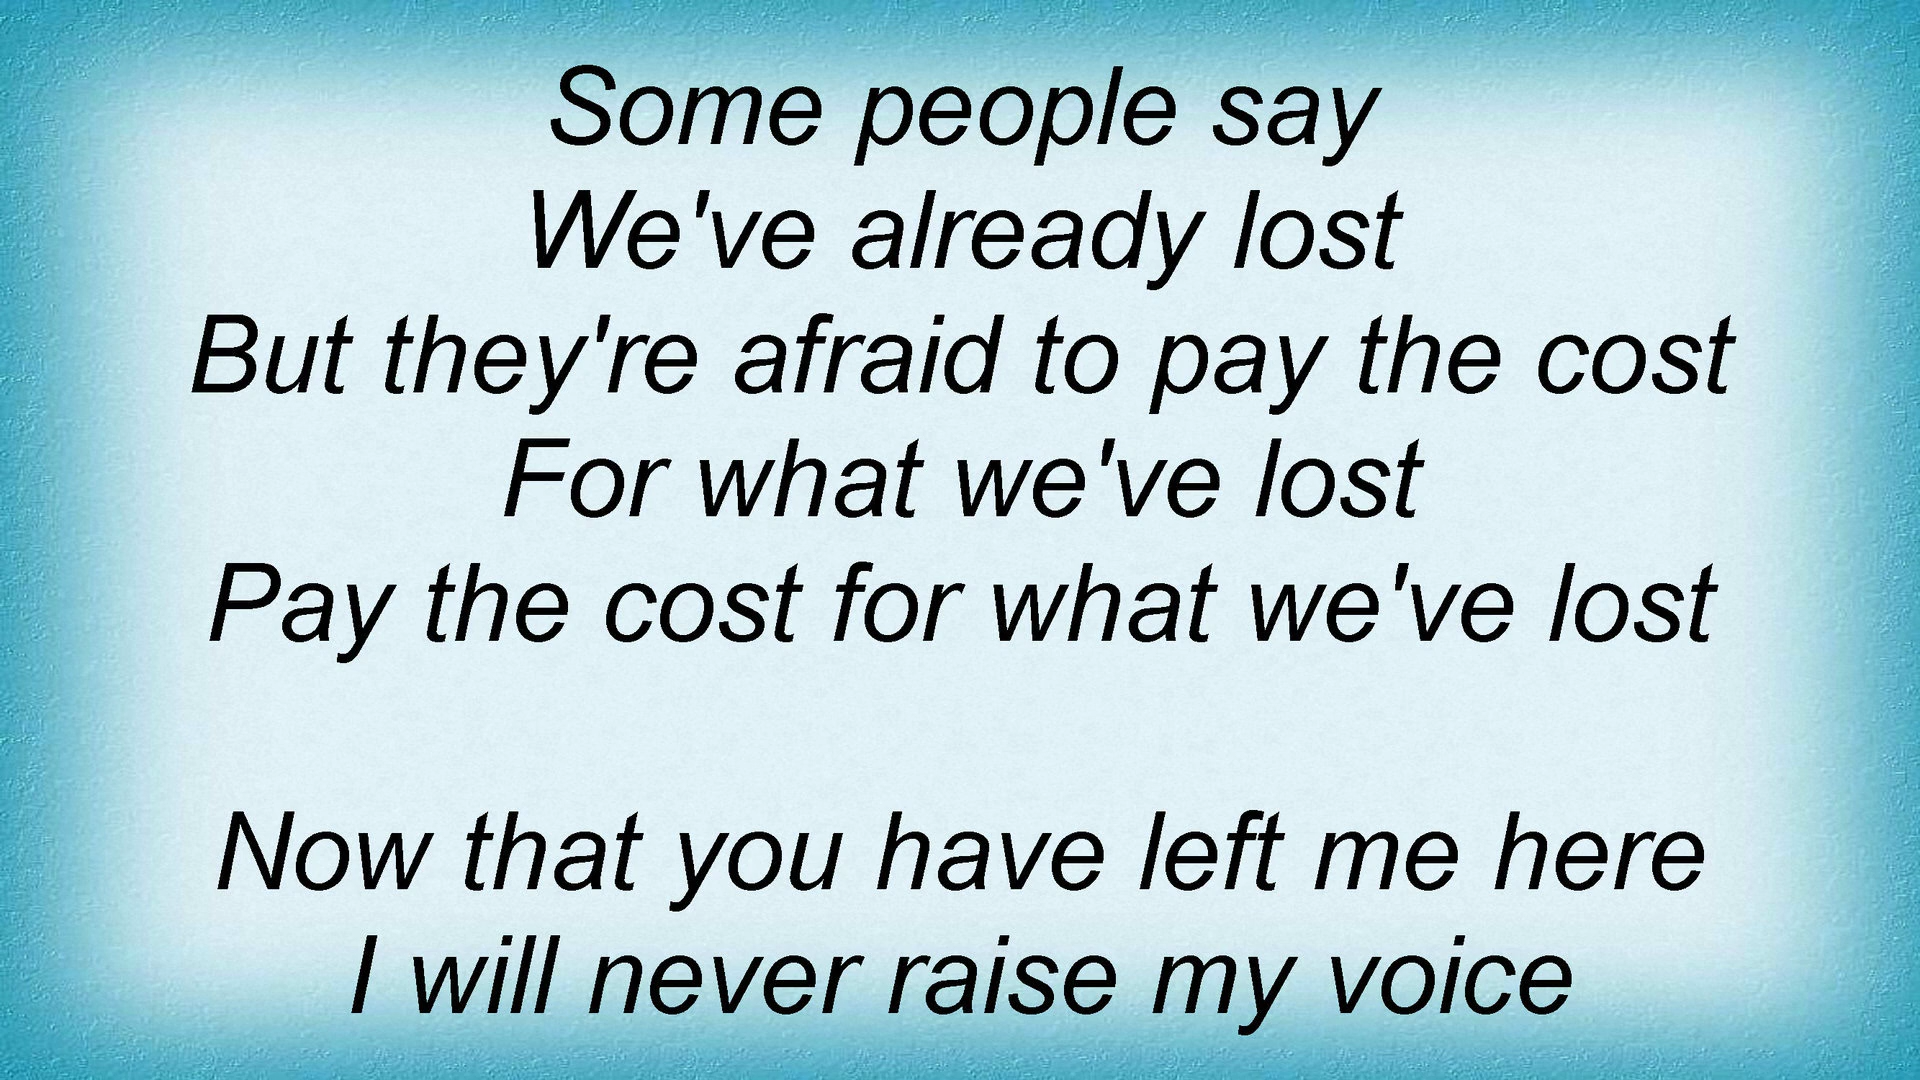 Some people say
We've already lost
But they're afraid to pay the cost
For what we've lost
Pay the cost for what we've lost
Now that you have left me here
I will never raise my voice